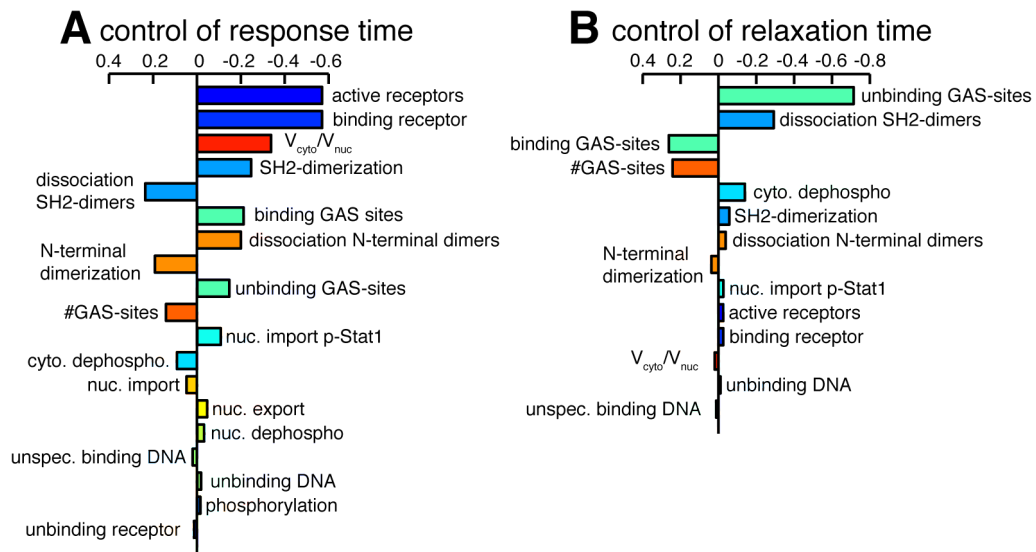 A control of response time
0.4 0.2 0 -0.2 -0.4 -0.6
active receptors
binding receptor
Vcyto/Vnuc
SH2-dimerization
dissociation
SH2-dimers
binding GAS sites
dissociation N-terminal dimers
N-terminal
dimerization
unbinding GAS-sites
#GAS-sites
nuc. import p-Stat1
cyto. dephospho.
nuc. import
nuc. export
nuc. dephospho
unspec. binding DNA
unbinding DNA
phosphorylation
unbinding receptor
B control of relaxation time
0.4 0.2 0 -0.2 -0.4 -0.6 -0.8
unbinding GAS-sites
dissociation SH2-dimers
binding GAS-sites
#GAS-sites
cyto. dephospho
SH2-dimerization
dissociation N-terminal dimers
N-terminal
dimerization
nuc. import p-Stat1
active receptors
binding receptor
Vcyto/Vnuc
unbinding DNA
unspec. binding DNA